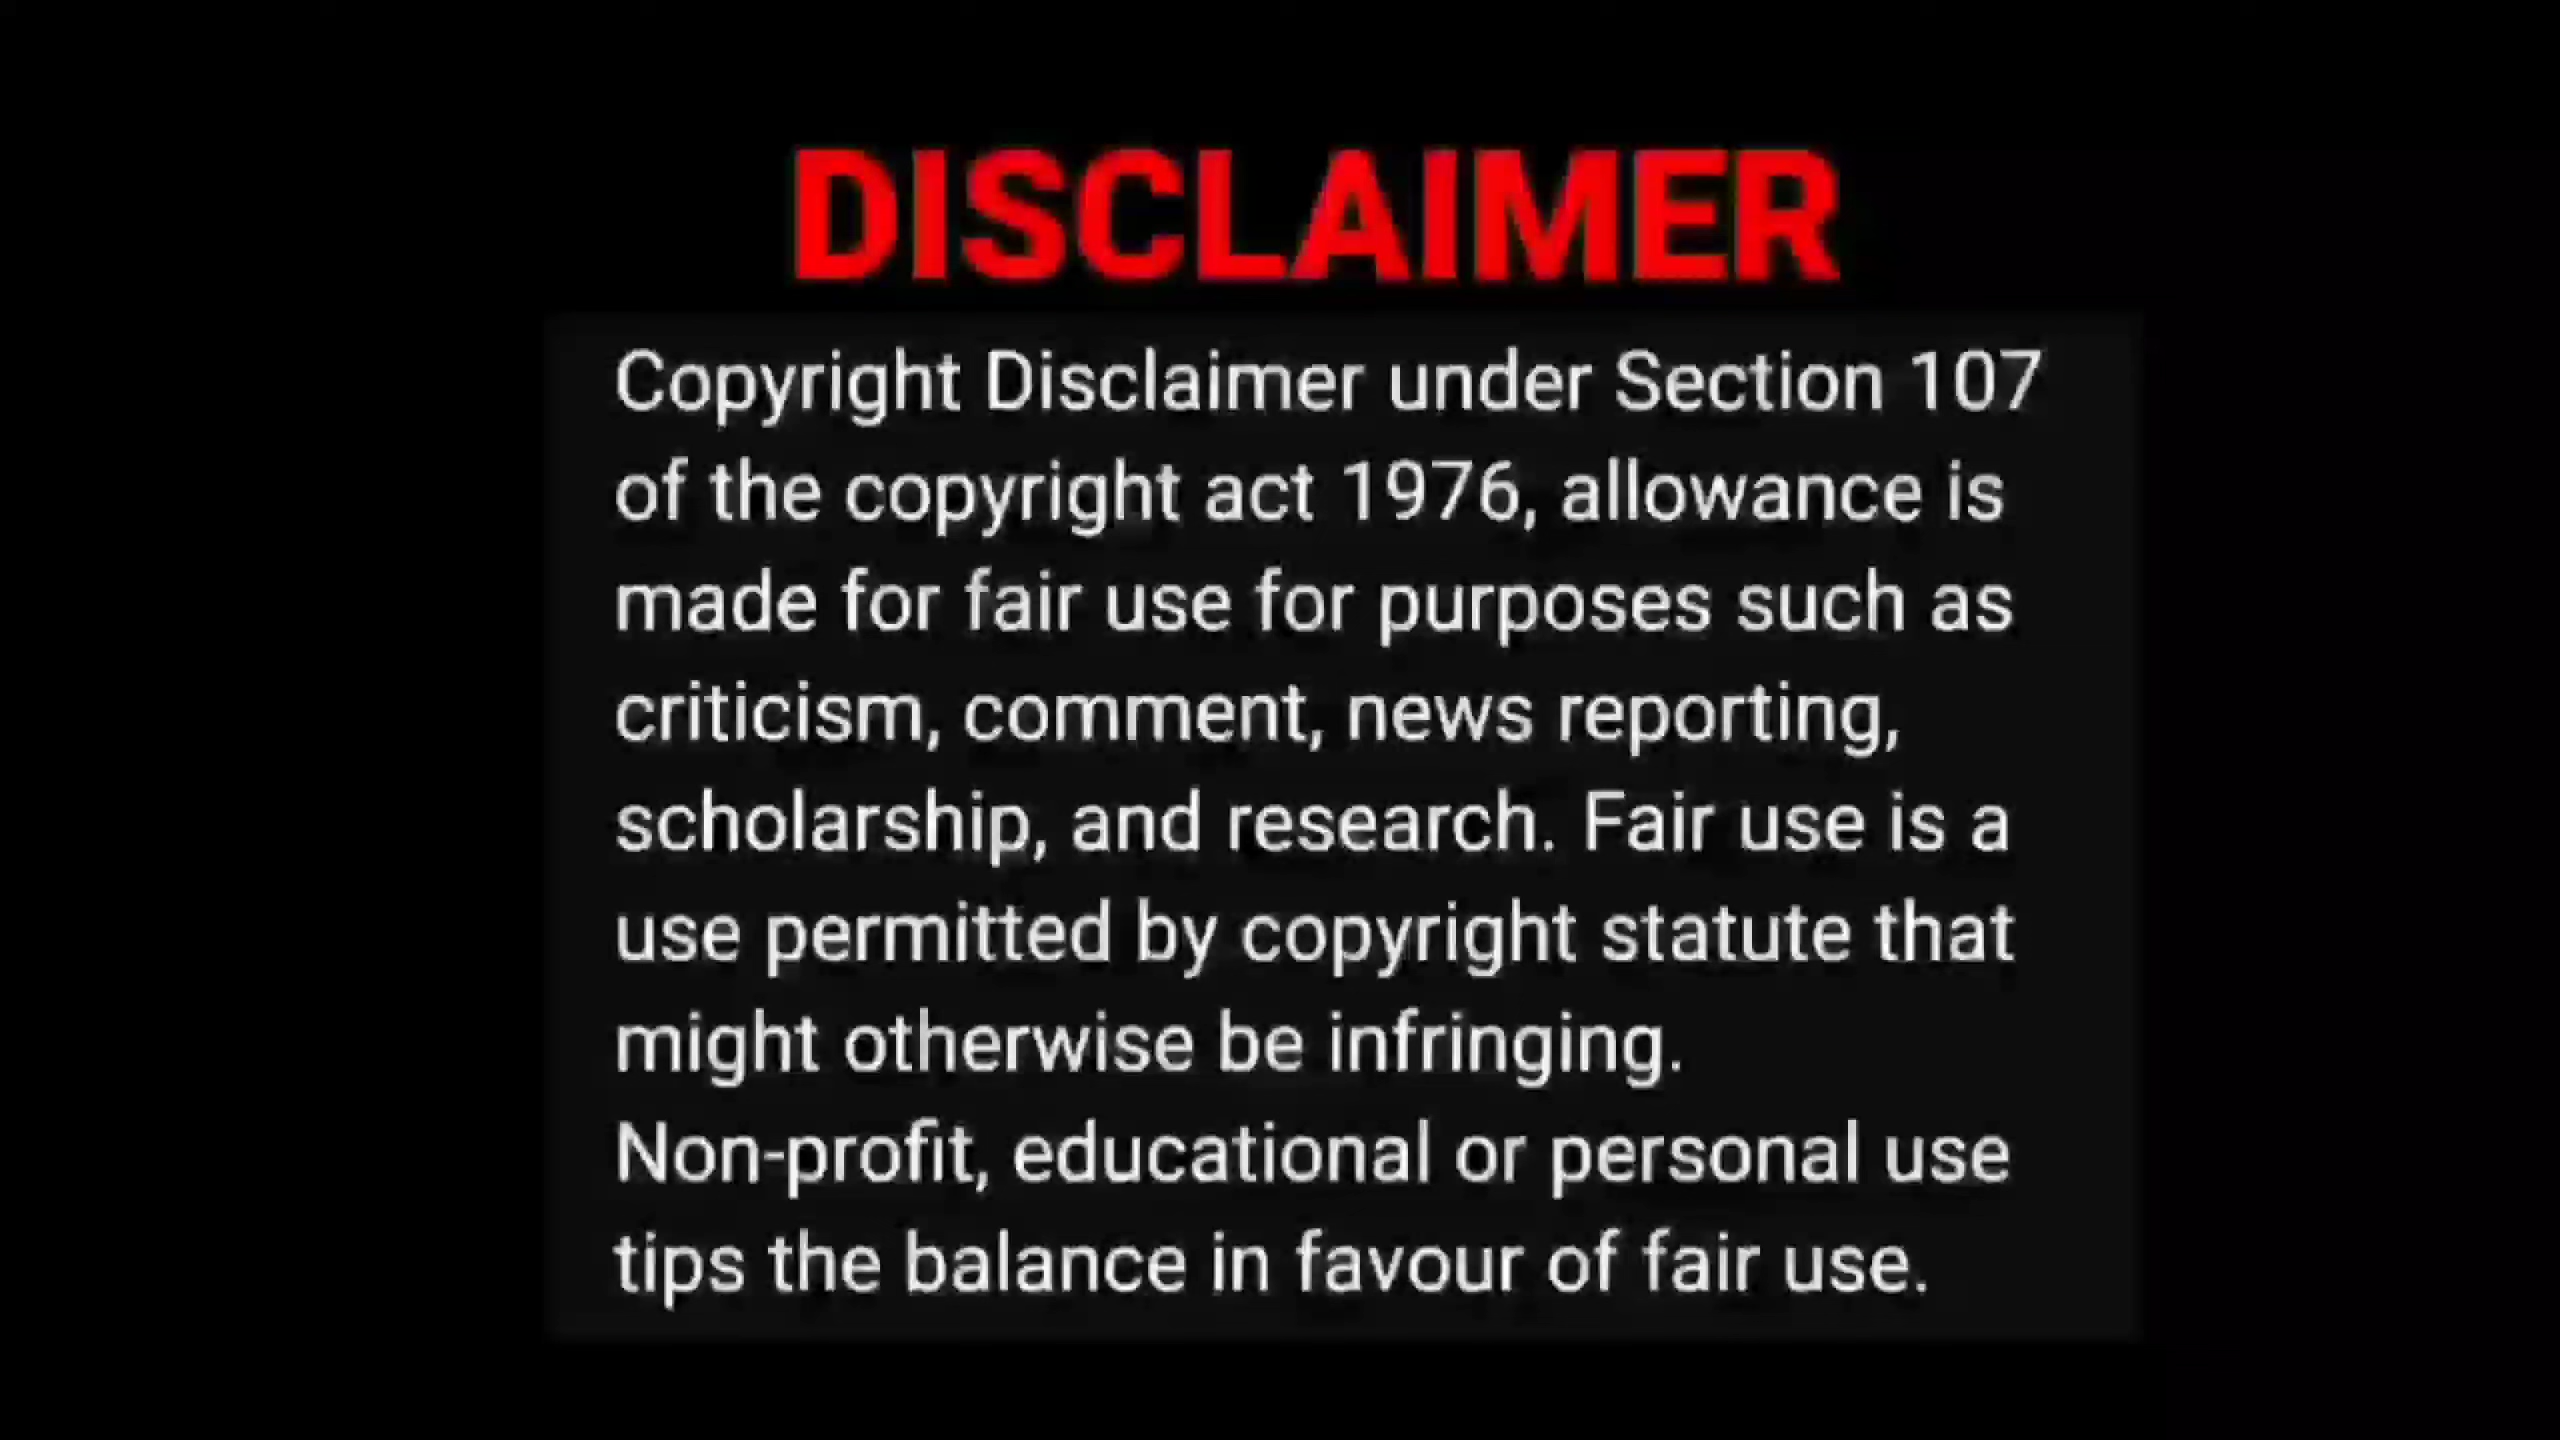 DISCLAIMER
Copyright Disclaimer under Section 107
of the copyright act 1976, allowance is
made for fair use for purposes such as
criticism, comment, news reporting,
scholarship, and research. Fair use is a
use permitted by copyright statute that
might otherwise be infringing.
Non-profit, educational or personal use
tips the balance in favour of fair use.